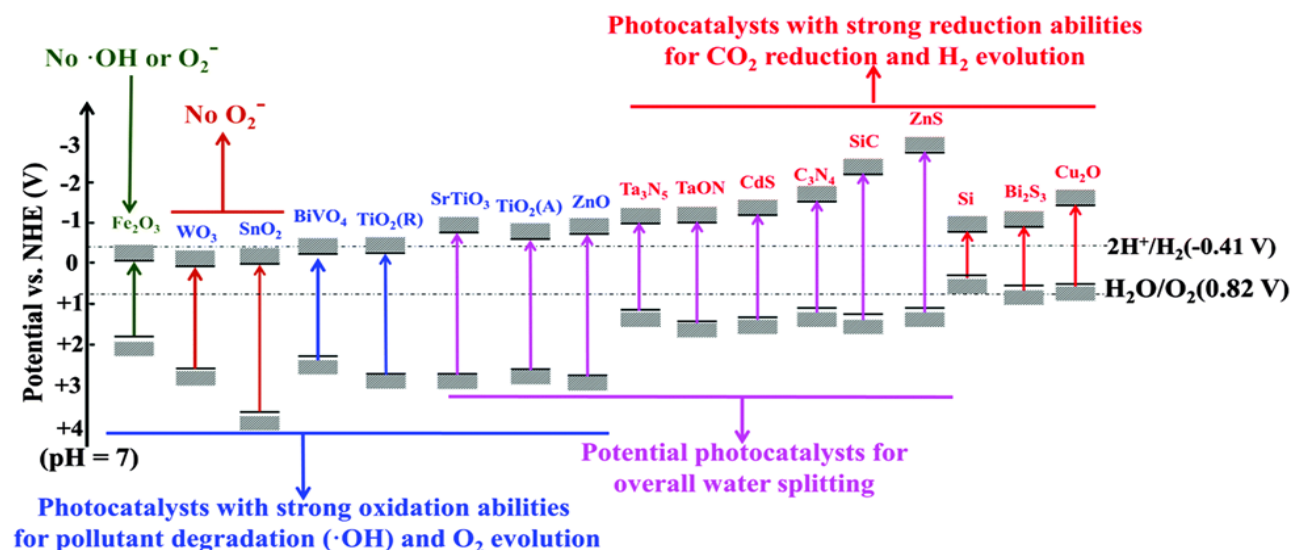 Photocatalysts with strong reduction abilities
for CO₂ reduction and H₂ evolution
No ·OH or O₂⁻
No O₂⁻
Potential vs. NHE (V)
-3
-2
-1
0
+1
+2
+3
+4
(pH = 7)
Fe₂O₃
WO₃
SnO₂
BiVO₄
TiO₂(R)
SrTiO₃
TiO₂(A)
ZnO
Ta₃N₅
TaON
CdS
C₃N₄
SiC
ZnS
Si
Bi₂S₃
Cu₂O
2H⁺/H₂(-0.41 V)
H₂O/O₂(0.82 V)
Potential photocatalysts for
overall water splitting
Photocatalysts with strong oxidation abilities
for pollutant degradation (·OH) and O₂ evolution